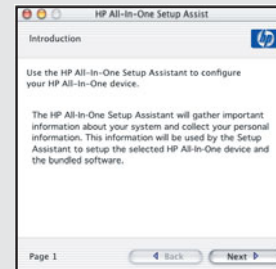 HP All-In-One Setup Assist
Introduction
hp
Use the HP All-In-One Setup Assistant to configure
your HP All-In-One device.
The HP All-In-One Setup Assistant will gather important
information about your system and collect your personal
information. This information will be used by the Setup
Assistant to setup the selected HP All-In-One device and
the bundled software.
Page 1
Back
Next